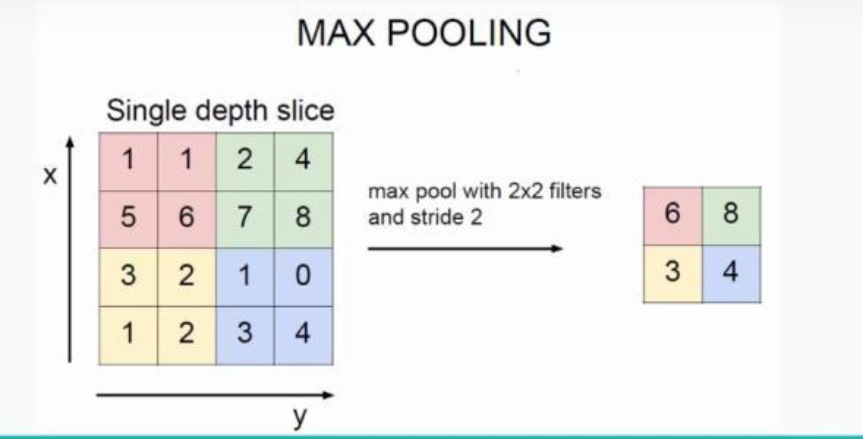 MAX POOLING
Single depth slice
x
1 1 2 4
5 6 7 8
3 2 1 0
1 2 3 4
y
max pool with 2x2 filters
and stride 2
6 8
3 4